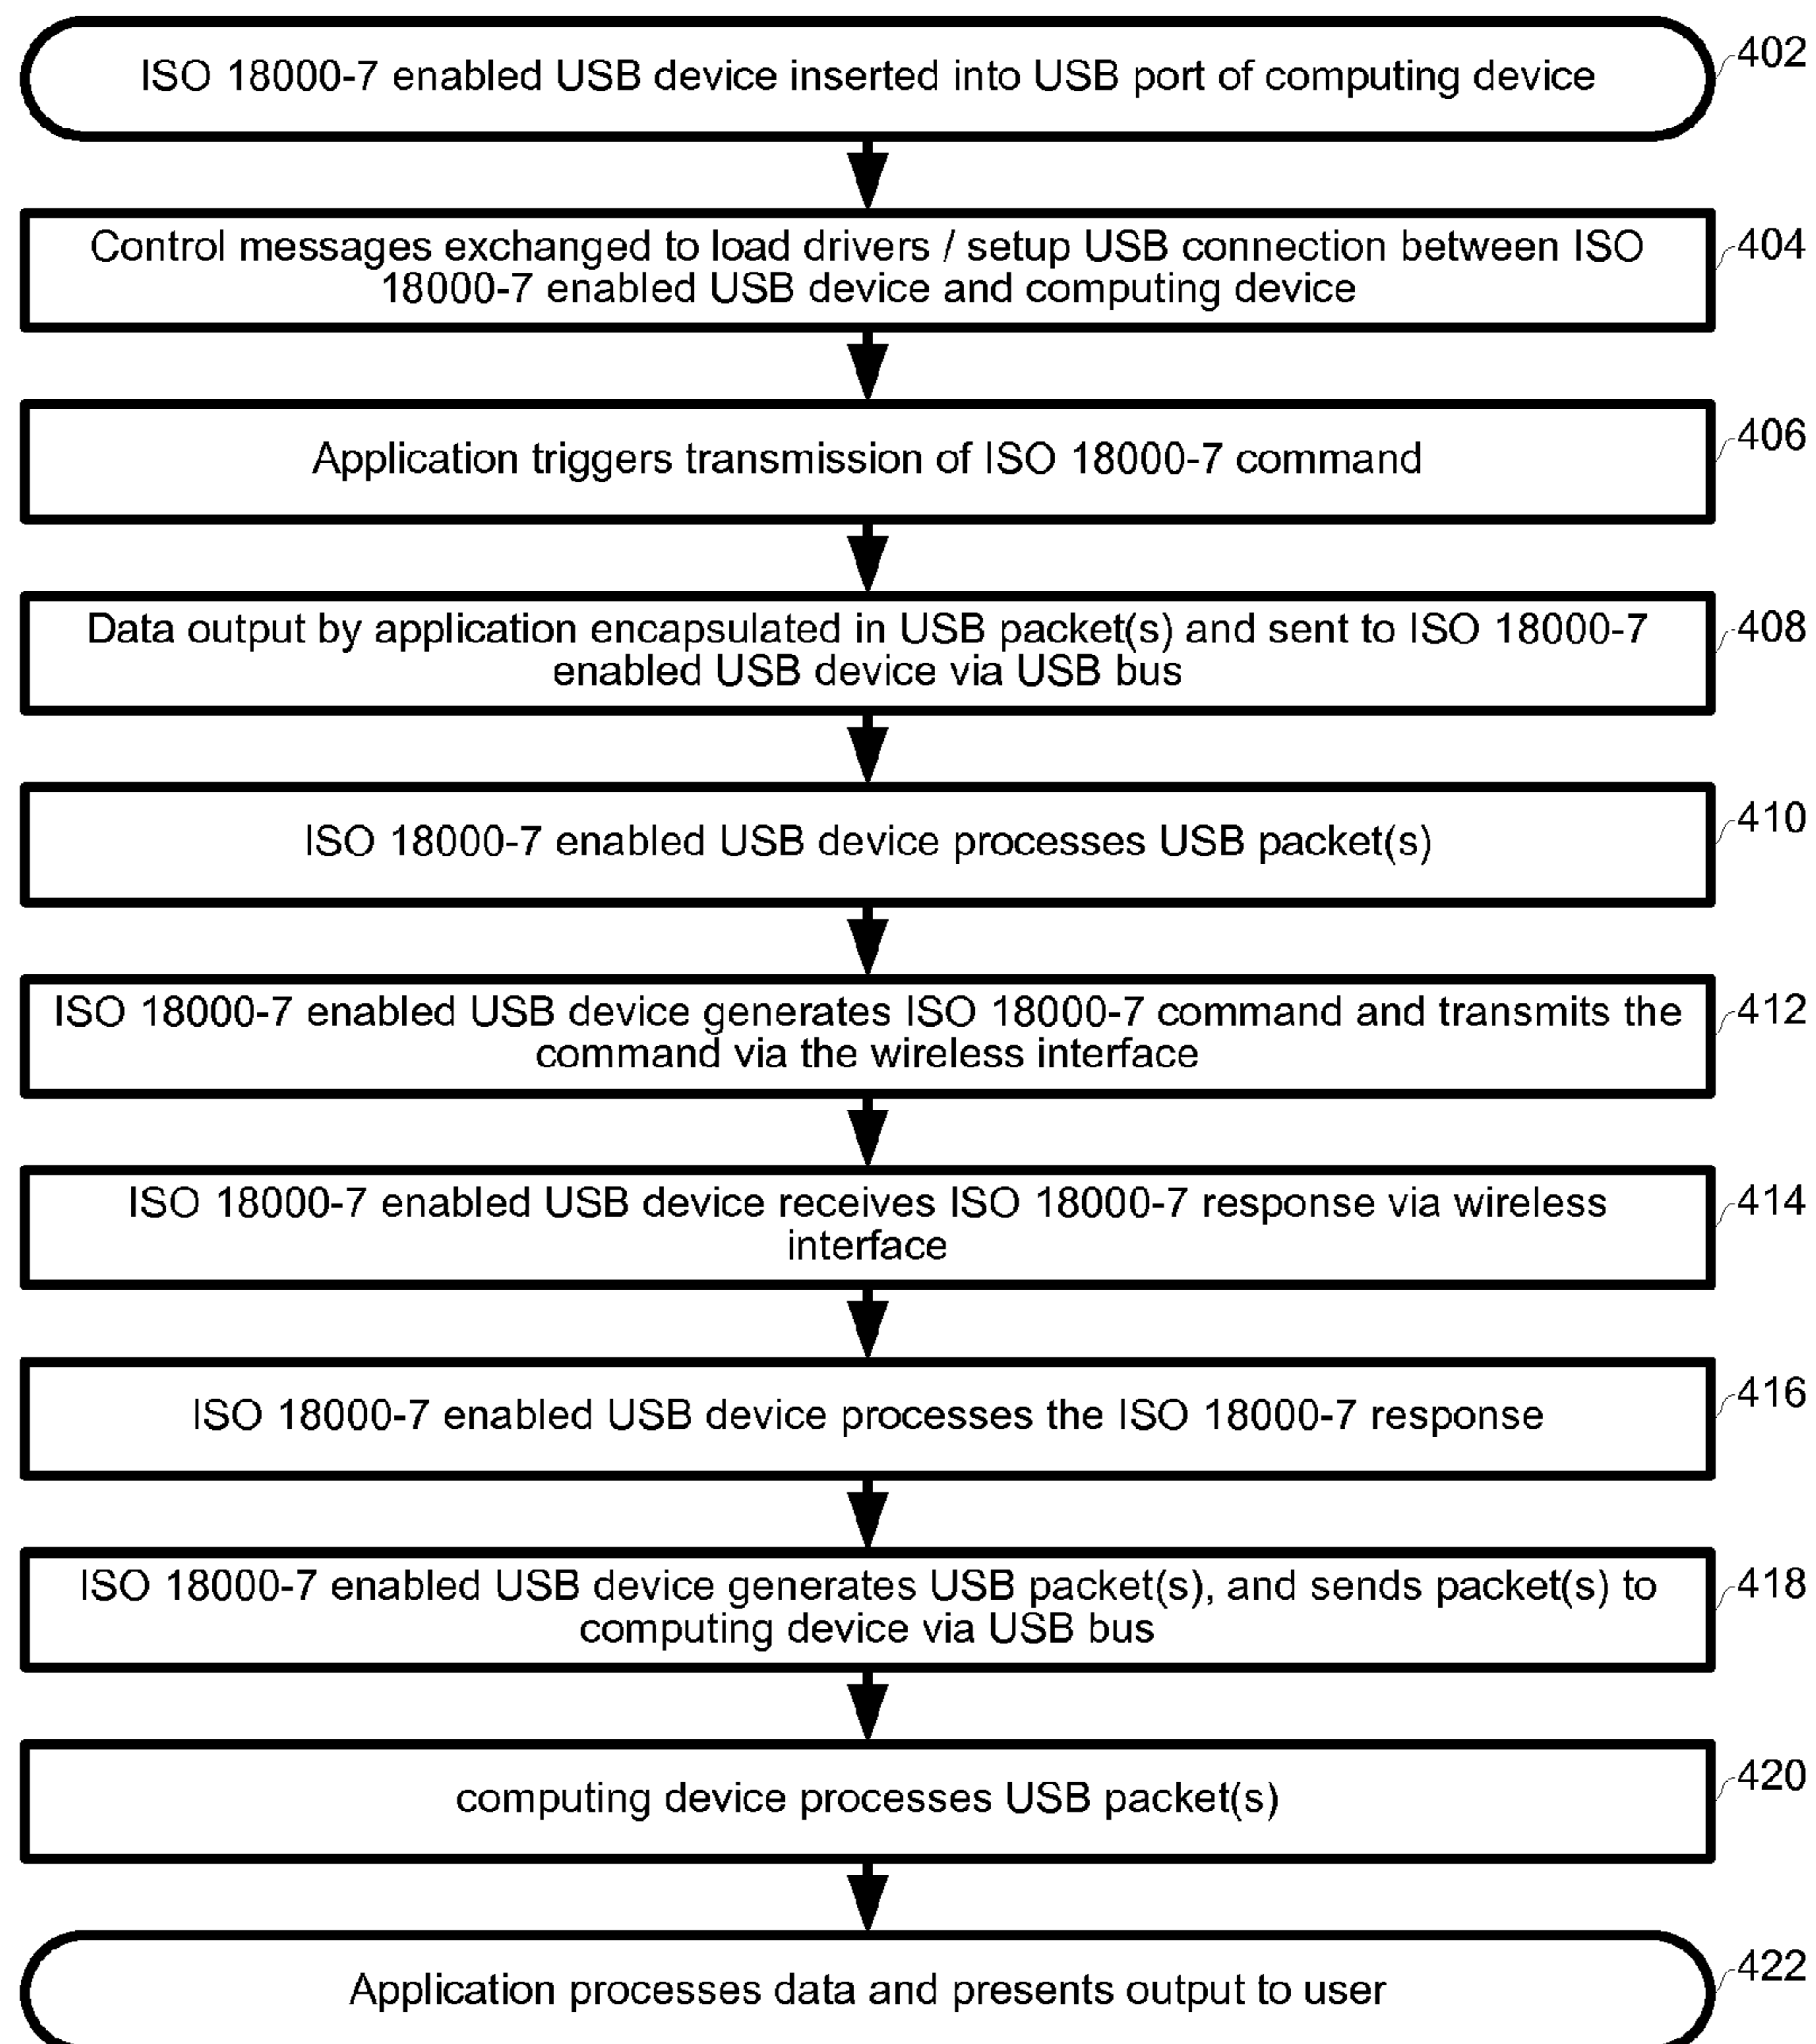 ISO 18000-7 enabled USB device inserted into USB port of computing device
402
Control messages exchanged to load drivers / setup USB connection between ISO
18000-7 enabled USB device and computing device
404
Application triggers transmission of ISO 18000-7 command
406
Data output by application encapsulated in USB packet(s) and sent to ISO 18000-7
enabled USB device via USB bus
408
ISO 18000-7 enabled USB device processes USB packet(s)
410
ISO 18000-7 enabled USB device generates ISO 18000-7 command and transmits the
command via the wireless interface
412
ISO 18000-7 enabled USB device receives ISO 18000-7 response via wireless
interface
414
ISO 18000-7 enabled USB device processes the ISO 18000-7 response
416
ISO 18000-7 enabled USB device generates USB packet(s), and sends packet(s) to
computing device via USB bus
418
computing device processes USB packet(s)
420
Application processes data and presents output to user
422